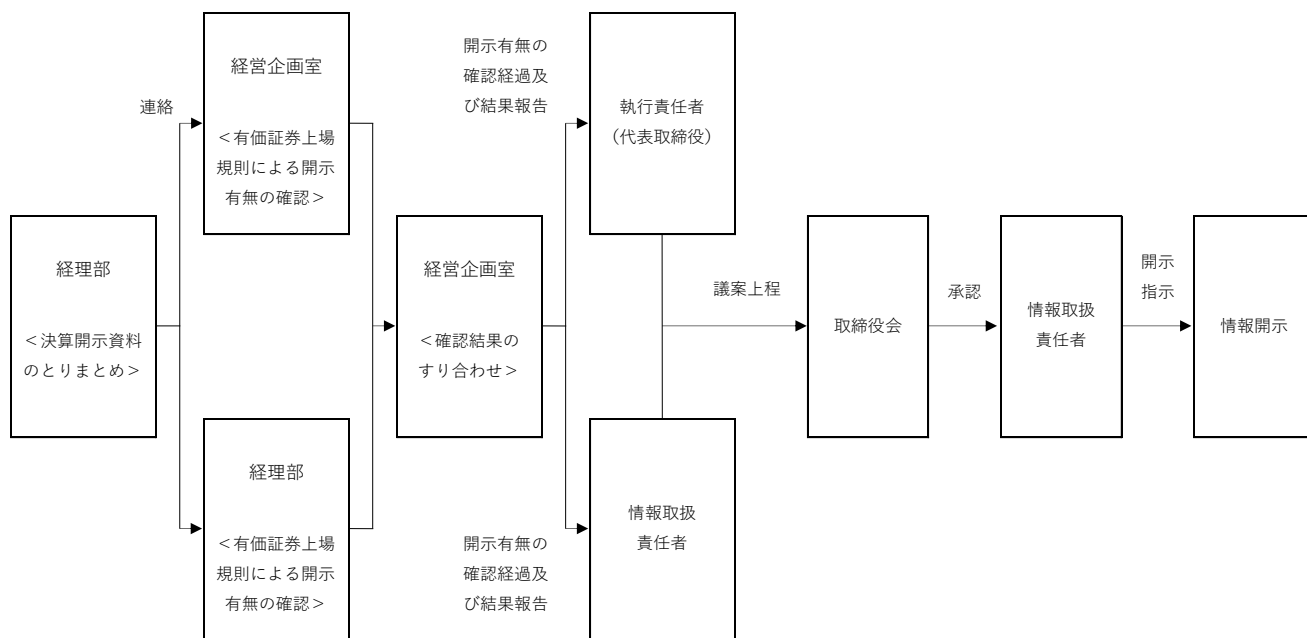 連絡
経営企画室
＜有価証券上場
規則による開示
有無の確認＞
開示有無の
確認経過及
び結果報告
執行責任者
（代表取締役）
経理部
＜決算開示資料
のとりまとめ＞
経営企画室
＜確認結果の
すり合わせ＞
議案上程
取締役会
承認
情報取扱
責任者
開示
指示
情報開示
経理部
＜有価証券上場
規則による開示
有無の確認＞
開示有無の
確認経過及
び結果報告
情報取扱
責任者